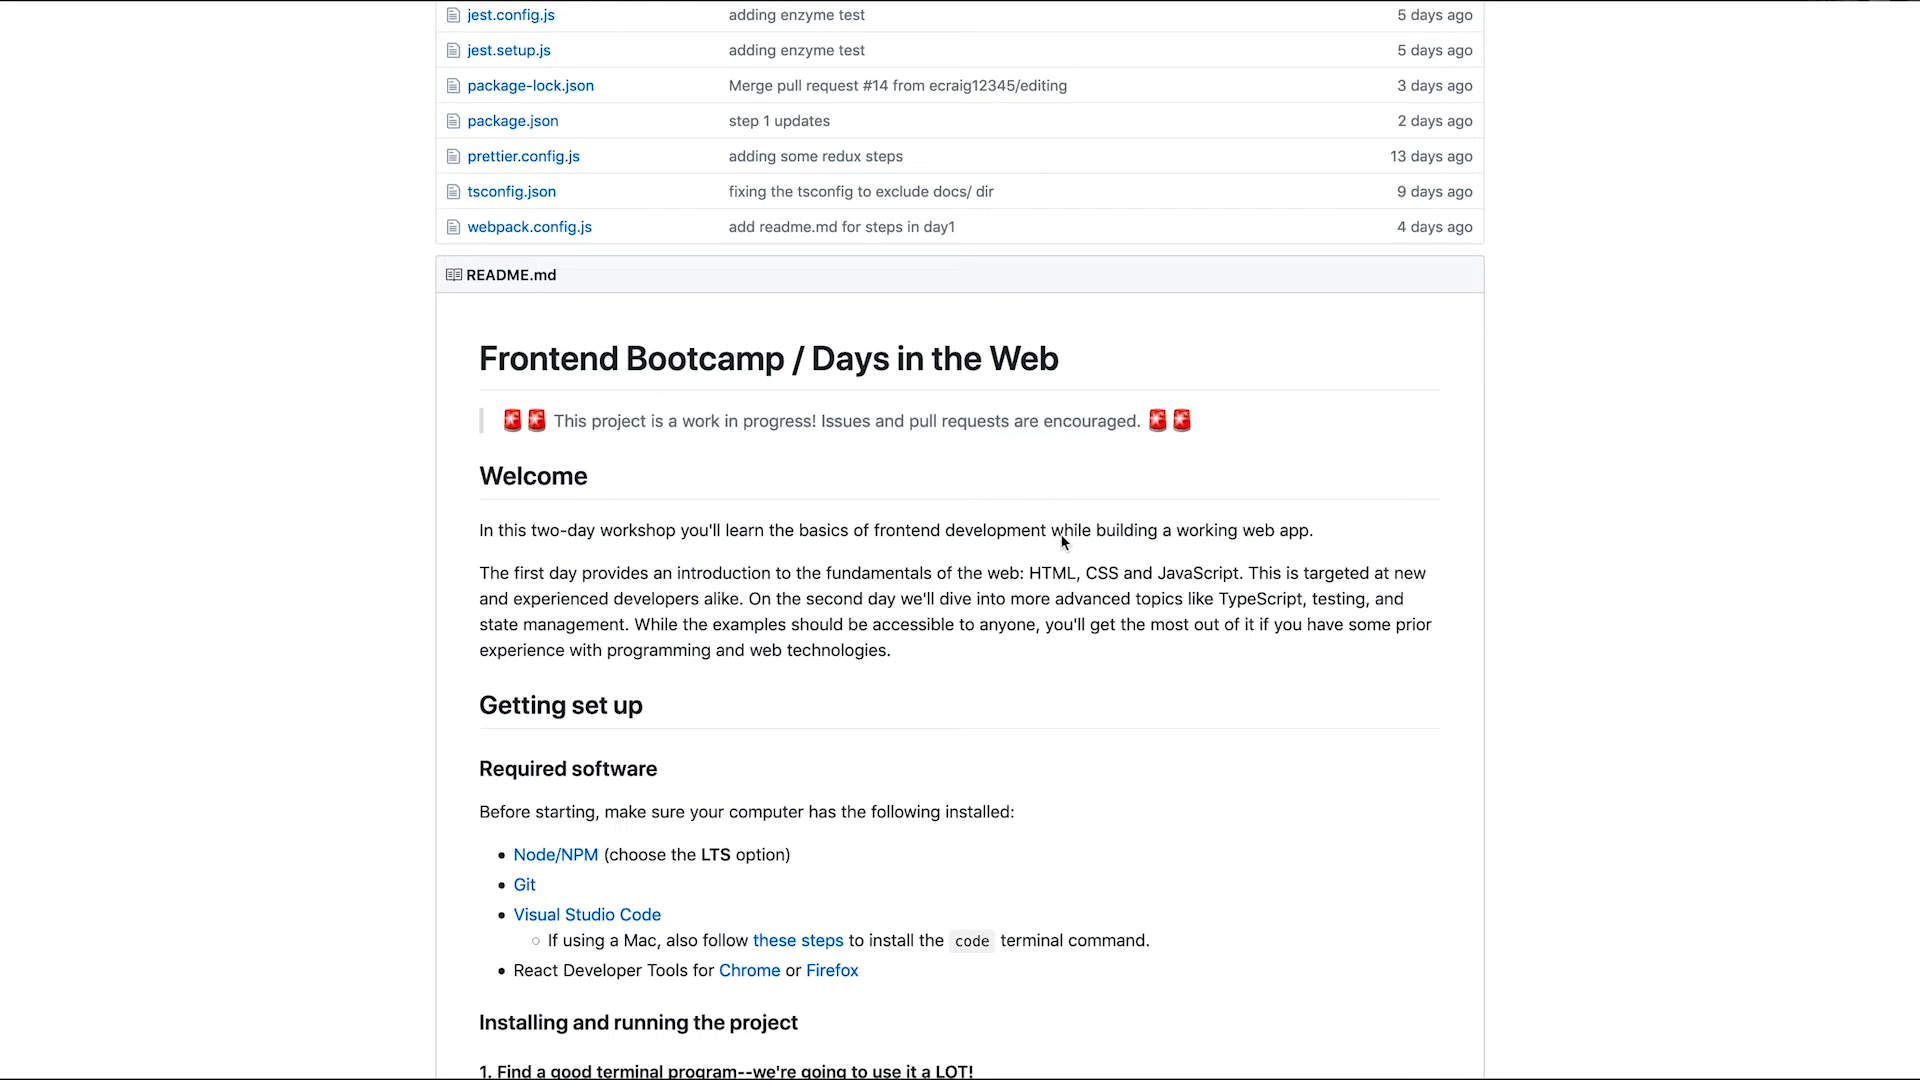 jest.config.js adding enzyme test 5 days ago
jest.setup.js adding enzyme test 5 days ago
package-lock.json Merge pull request #14 from ecraig12345/editing 3 days ago
package.json step 1 updates 2 days ago
prettier.config.js adding some redux steps 13 days ago
tsconfig.json fixing the tsconfig to exclude docs/ dir 9 days ago
webpack.config.js add readme.md for steps in day1 4 days ago
README.md
Frontend Bootcamp / Days in the Web
🚨🚨 This project is a work in progress! Issues and pull requests are encouraged. 🚨🚨
Welcome
In this two-day workshop you'll learn the basics of frontend development while building a working web app.
The first day provides an introduction to the fundamentals of the web: HTML, CSS and JavaScript. This is targeted at new
and experienced developers alike. On the second day we'll dive into more advanced topics like TypeScript, testing, and
state management. While the examples should be accessible to anyone, you'll get the most out of it if you have some prior
experience with programming and web technologies.
Getting set up
Required software
Before starting, make sure your computer has the following installed:
• Node/NPM (choose the LTS option)
• Git
• Visual Studio Code
○ If using a Mac, also follow these steps to install the code terminal command.
• React Developer Tools for Chrome or Firefox
Installing and running the project
1. Find a good terminal program--we're going to use it a LOT!